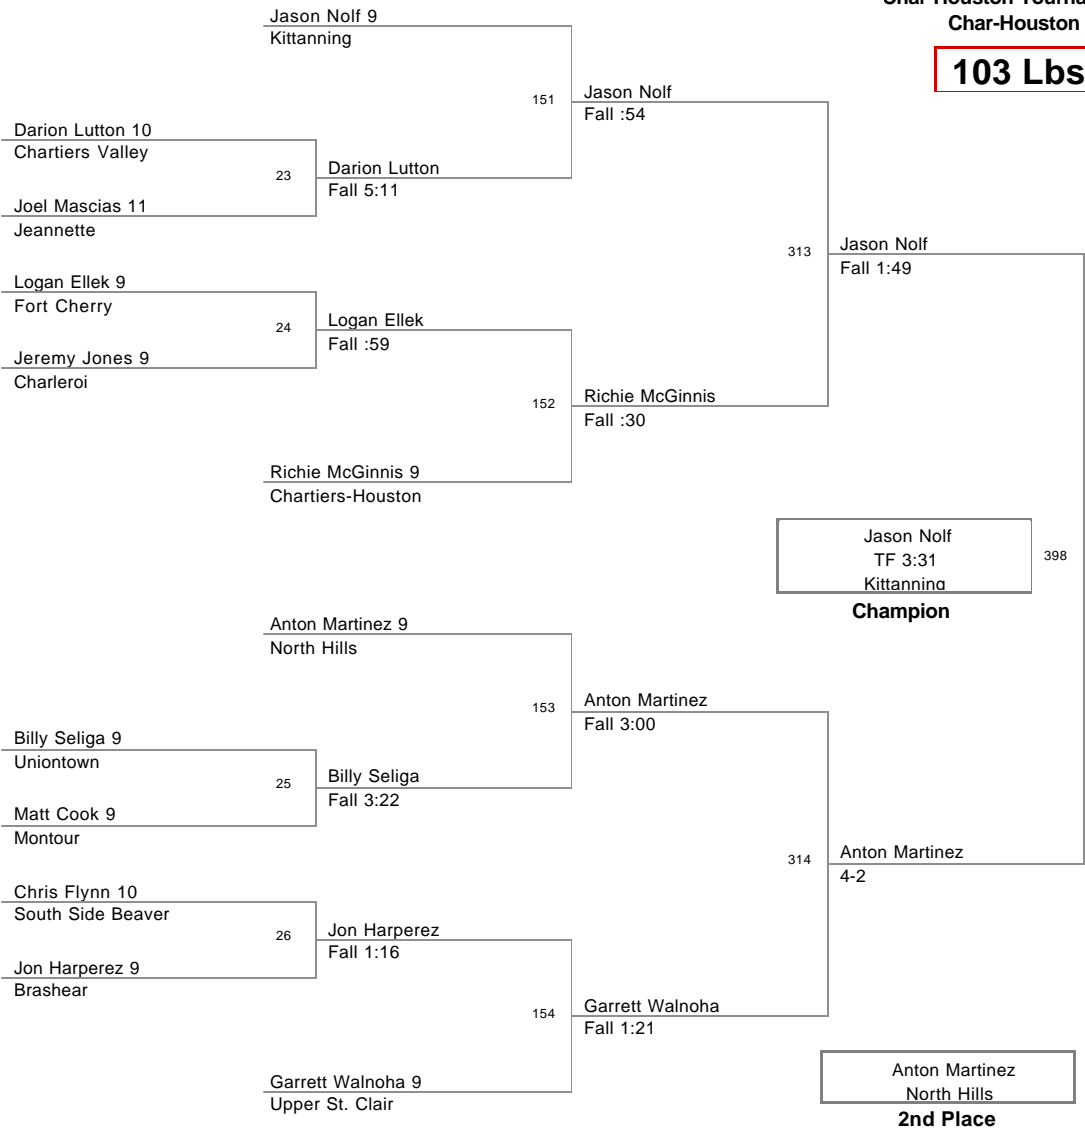 Char-Houston
103 Lbs
Jason Nolf 9
Kittanning
151
Jason Nolf
Fall :54
Darion Lutton 10
Chartiers Valley
23
Darion Lutton
Fall 5:11
Joel Mascias 11
Jeannette
313
Jason Nolf
Fall 1:49
Logan Ellek 9
Fort Cherry
24
Logan Ellek
Fall :59
Jeremy Jones 9
Charleroi
152
Richie McGinnis
Fall :30
Richie McGinnis 9
Chartiers-Houston
Jason Nolf
TF 3:31
Kittanning
398
Champion
Anton Martinez 9
North Hills
153
Anton Martinez
Fall 3:00
Billy Seliga 9
Uniontown
25
Billy Seliga
Fall 3:22
Matt Cook 9
Montour
314
Anton Martinez
4-2
Chris Flynn 10
South Side Beaver
26
Jon Harperez
Fall 1:16
Jon Harperez 9
Brashear
154
Garrett Walnoha
Fall 1:21
Garrett Walnoha 9
Upper St. Clair
Anton Martinez
North Hills
2nd Place